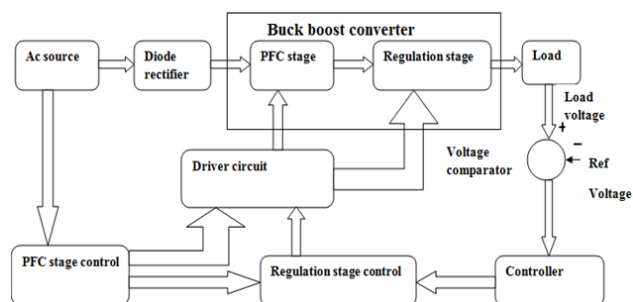 Buck boost converter
Ac source
Diode
rectifier
PFC stage
Regulation stage
Load
Load
voltage
+
−
Ref
Voltage
Voltage
comparator
Driver circuit
PFC stage control
Regulation stage control
Controller